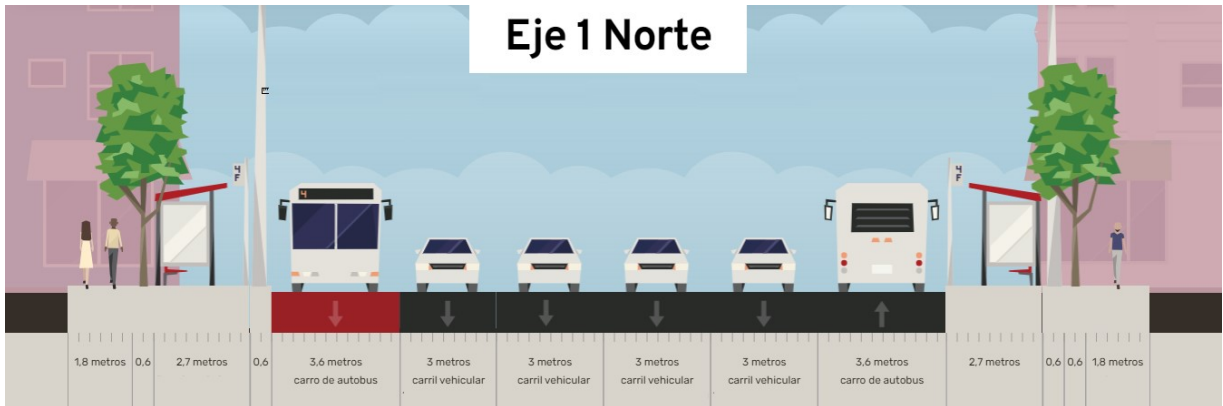 Eje 1 Norte
4
F
4
F
4
1,8 metros
0,6
2,7 metros
0,6
3,6 metros
carro de autobus
3 metros
carril vehicular
3 metros
carril vehicular
3 metros
carril vehicular
3 metros
carril vehicular
3,6 metros
carro de autobus
2,7 metros
0,6
0,6
1,8 metros